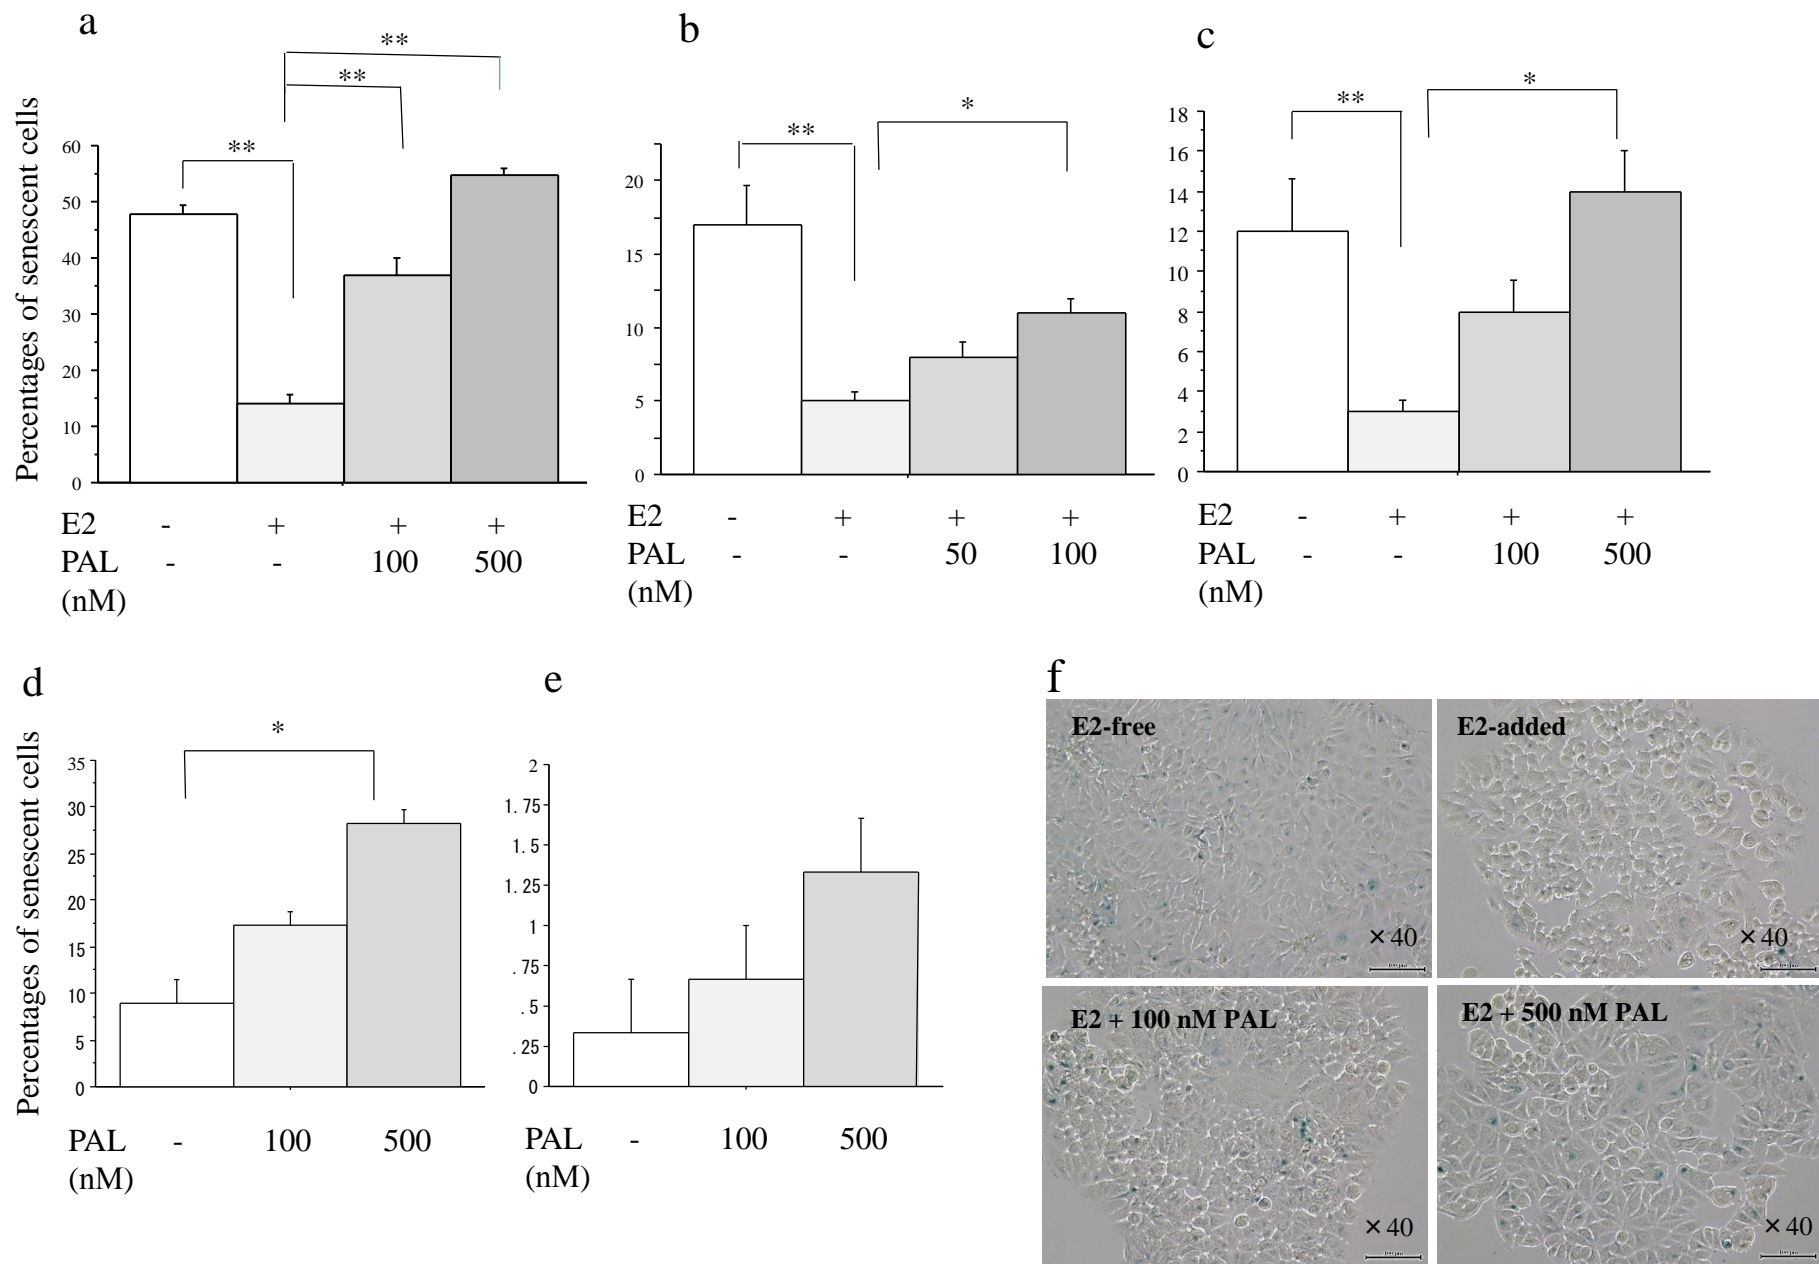 a
**
**
**
Percentages of senescent cells
60
50
40
30
20
10
0
E2 - + + +
PAL - - 100 500
(nM)
b
**
*
20
15
10
5
0
E2 - + + +
PAL - - 50 100
(nM)
c
**
*
18
16
14
12
10
8
6
4
2
0
E2 - + + +
PAL - - 100 500
(nM)
d
*
Percentages of senescent cells
35
30
25
20
15
10
5
0
PAL - 100 500
(nM)
e
2
1.75
1.5
1.25
1
.75
.5
.25
0
PAL - 100 500
(nM)
f
E2-free
×40
E2-added
×40
E2 + 100 nM PAL
×40
E2 + 500 nM PAL
×40